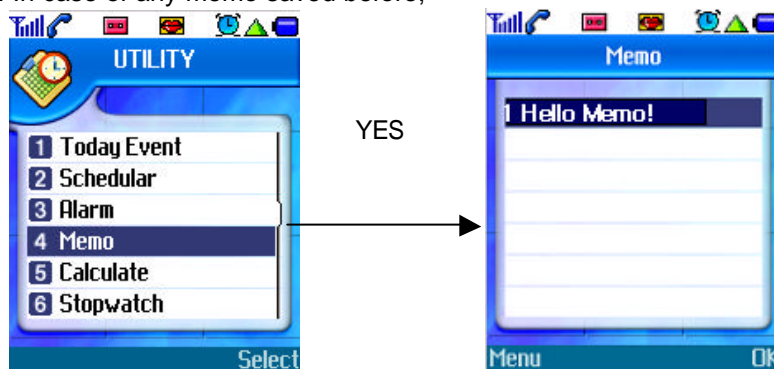 In case of any memo saved before,
UTILITY
1 Today Event
2 Schedular
3 Alarm
4 Memo
5 Calculate
6 Stopwatch
Select
YES
Memo
1 Hello Memo!
Menu
OK